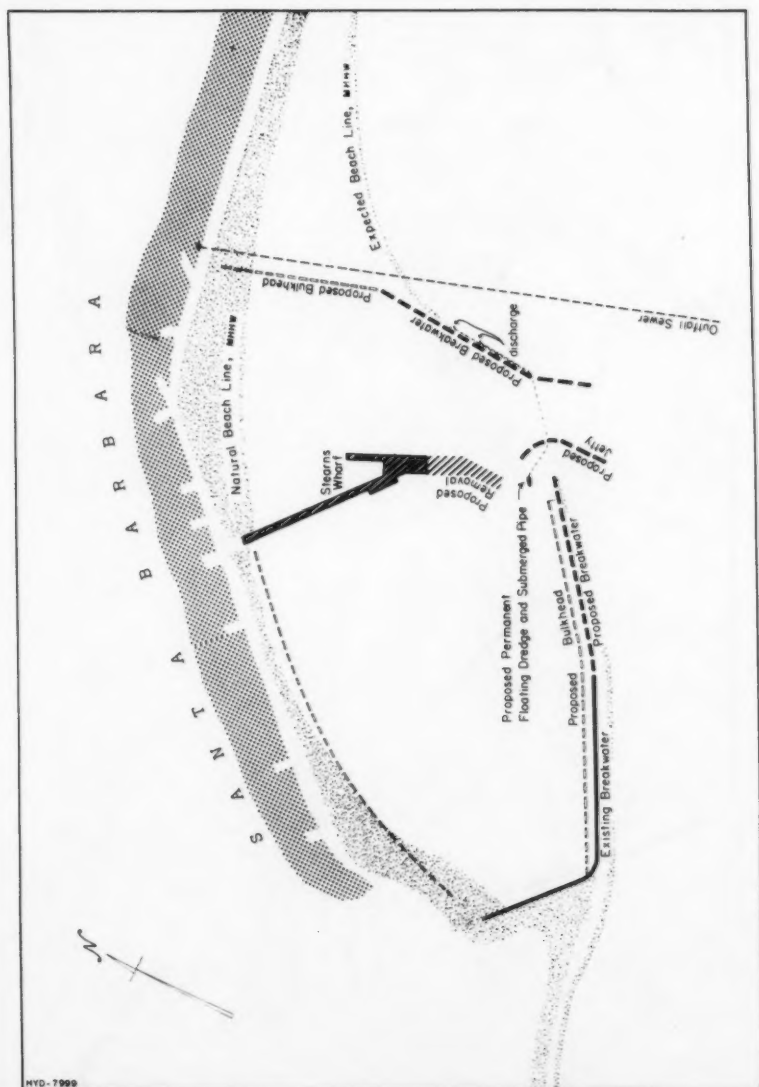 SANTA BARBARA
Natural Beach Line, MHHW
Expected Beach Line, MHHW
Stearns
Wharf
Proposed
Removal
Proposed Bulkhead
Proposed Breakwater
discharge
Outfall Sewer
Proposed
Jetty
Proposed Permanent
Floating Dredge and Submerged Pipe
Proposed Bulkhead
Proposed Breakwater
Existing Breakwater
N
HYD-7999